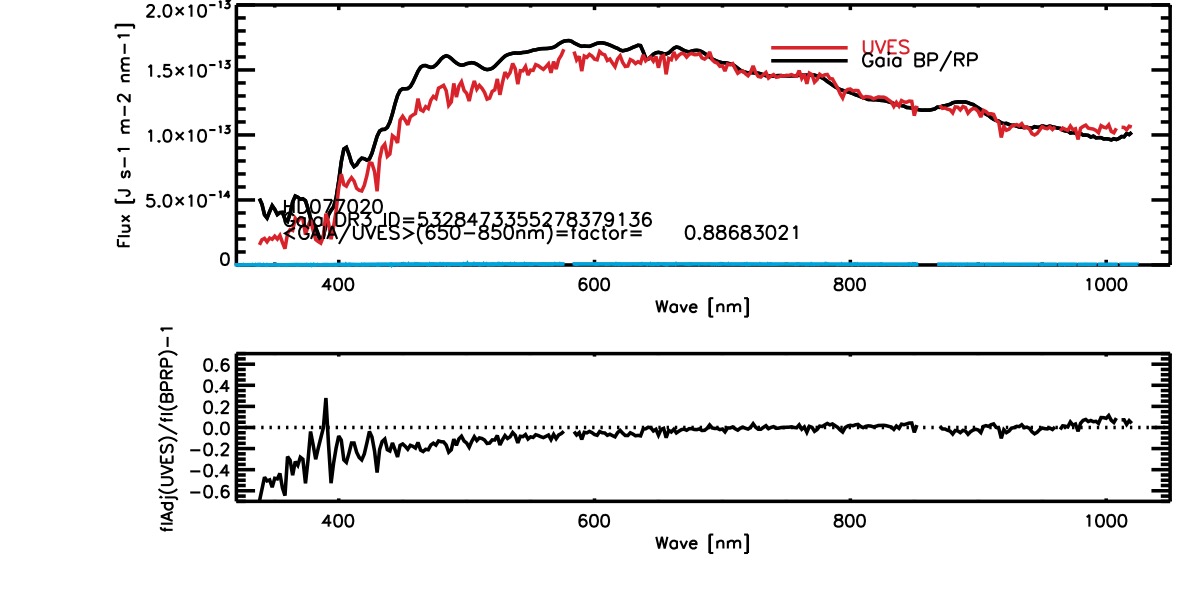 2.0×10−13
1.5×10−13
1.0×10−13
5.0×10−14
0
Flux [J s−1 m−2 nm−1]
UVES
Gaia BP/RP
HD077020
Gaia DR3 ID=5328473355278379136
<GAIA/UVES>(650−850nm)=factor= 0.88683021
400 600 800 1000
Wave [nm]
flAdj(UVES)/fl(BPRP)−1
0.6
0.4
0.2
0.0
−0.2
−0.4
−0.6
400 600 800 1000
Wave [nm]